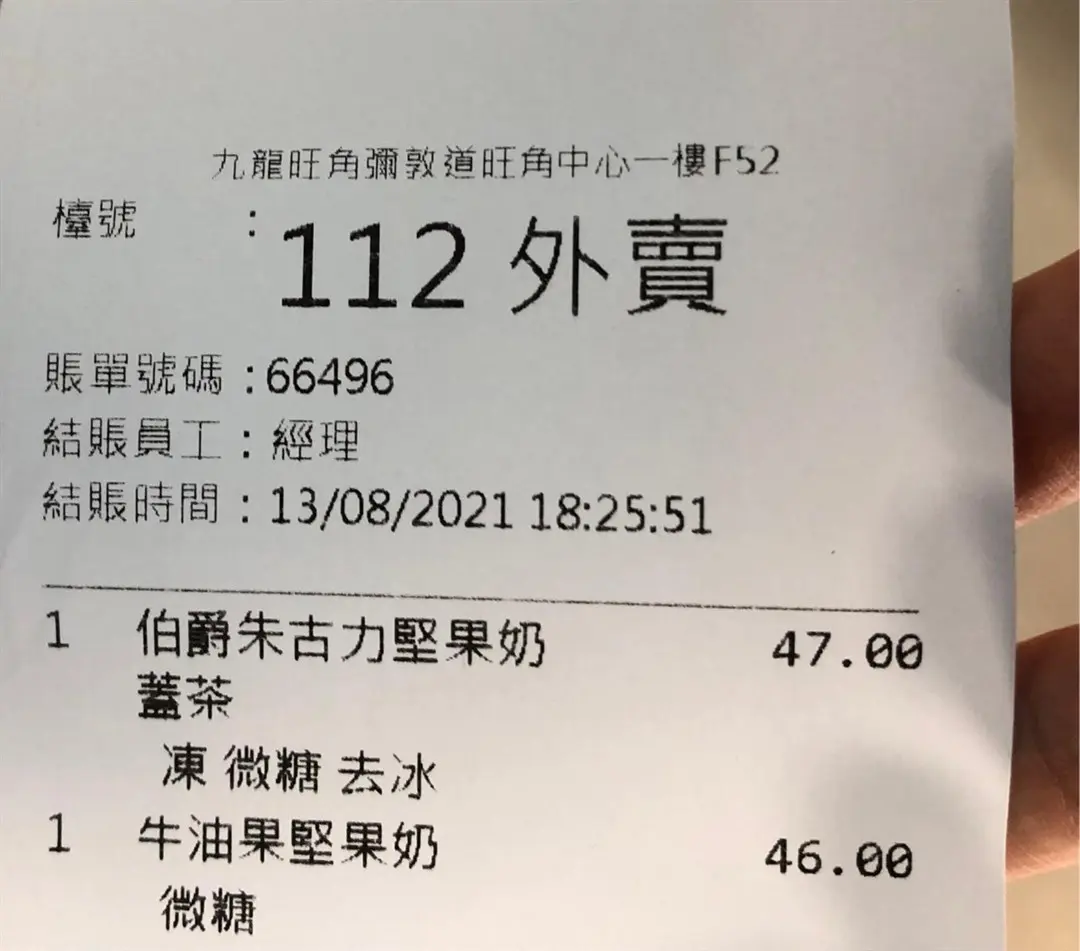 九龍旺角彌敦道旺角中心一樓F52
檯號 : 112 外賣
賬單號碼 : 66496
結賬員工 : 經理
結賬時間 : 13/08/2021 18:25:51
1 伯爵朱古力堅果奶 47.00
蓋茶
凍 微糖 去冰
1 牛油果堅果奶 46.00
微糖